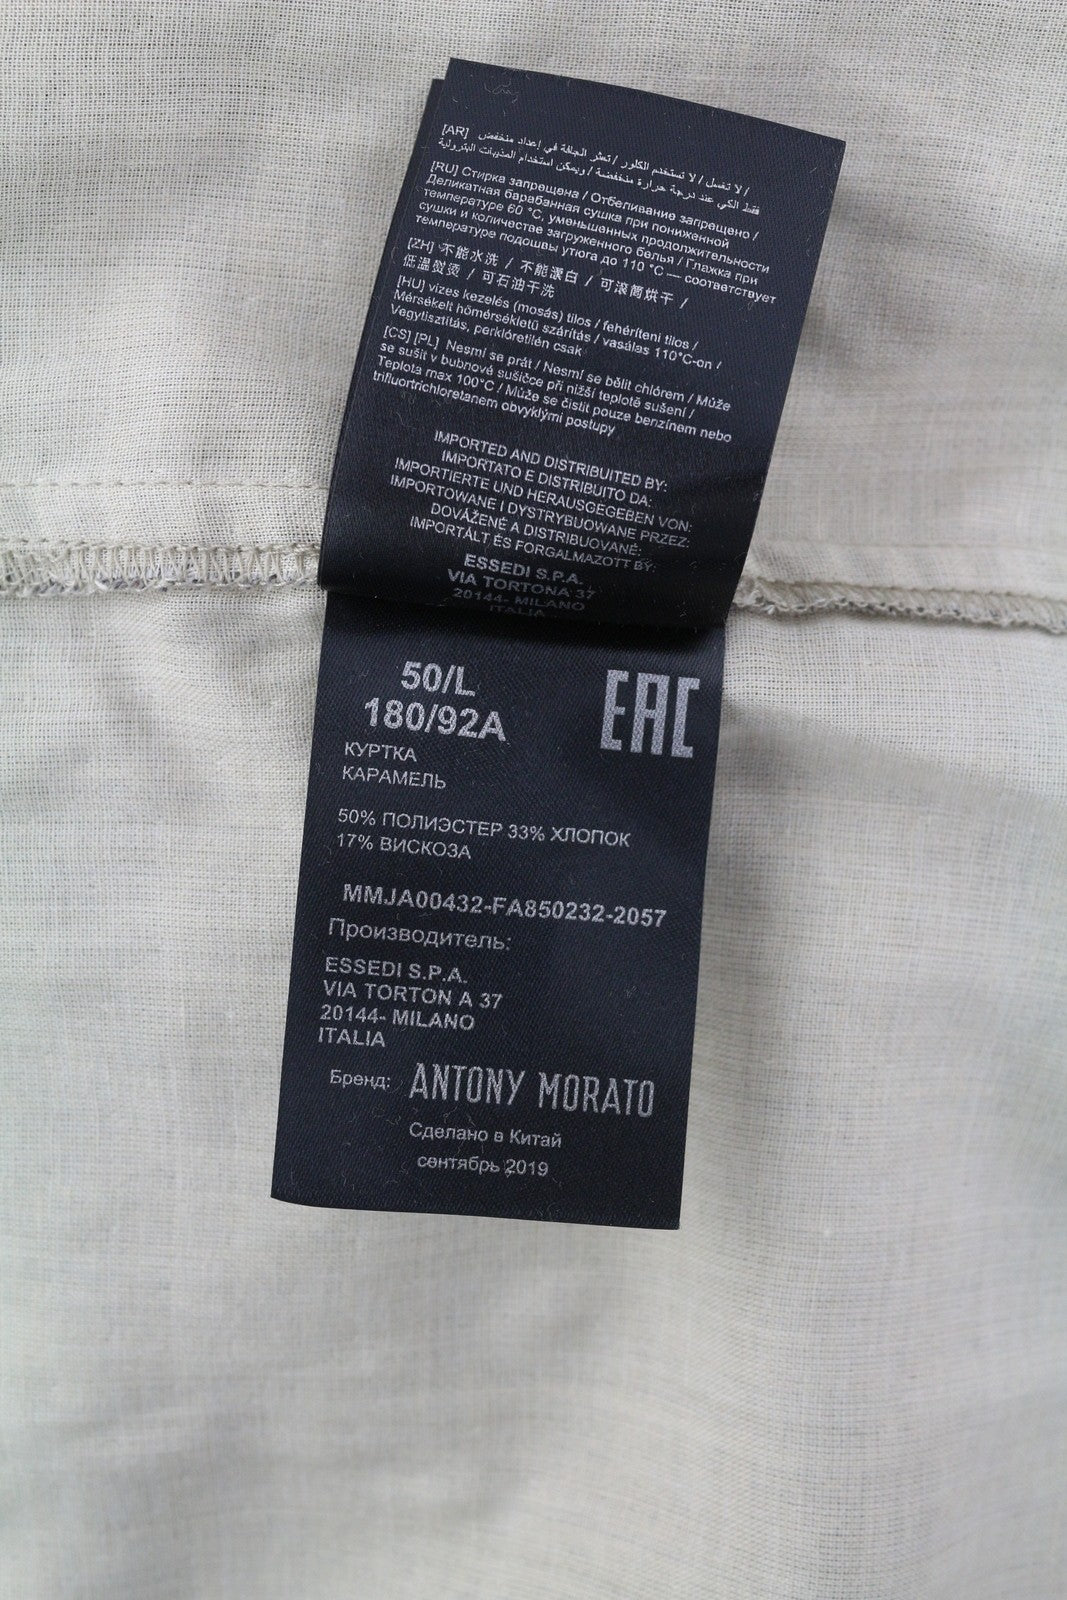 [AR] لا تغسل / لا تستخدم الكلور / تعثر الجافة في إعداد منخفض /
فقط الكي عند درجة حرارة منخفضة / ويمكن استخدام المذيبات البترولية
[RU] Стирка запрещена / Отбеливание запрещено /
Деликатная барабанная сушка при пониженной
температуре 60 °C, уменьшенных продолжительности
сушки и количестве загруженного белья / Глажка при
температуре подошвы утюга до 110 °C — соответствует
[ZH] 不能水洗 / 不能漂白 / 可滚筒烘干 /
低温熨烫 / 可石油干洗
[HU] vizes kezelés (mosás) tilos / fehéríteni tilos /
Mérsékelt hőmérsékletű szárítás / vasálas 110°C-on /
Vegytisztítás, perklóretilén csak
[CS] [PL] Nesmí se prát / Nesmí se bělit chlórem / Může
se sušit v bubnové sušičce při nižší teplotě sušení /
Teplota max 100°C / Může se čistit pouze benzínem nebo
trifluortrichloretanem obvyklými postupy
IMPORTED AND DISTRIBUITED BY:
IMPORTATO E DISTRIBUITO DA:
IMPORTIERTE UND HERAUSGEGEBEN VON:
IMPORTOWANE I DYSTRYBUOWANE PRZEZ:
DOVÁŽENÉ A DISTRIBUOVANÉ:
IMPORTÁLT ÉS FORGALMAZOTT BY:
ESSEDI S.P.A.
VIA TORTONA 37
20144- MILANO
ITALIA
50/L
180/92A
EAC
КУРТКА
КАРАМЕЛЬ
50% ПОЛИЭСТЕР 33% ХЛОПОК
17% ВИСКОЗА
MMJA00432-FA850232-2057
Производитель:
ESSEDI S.P.A.
VIA TORTON A 37
20144- MILANO
ITALIA
Бренд: ANTONY MORATO
Сделано в Китай
сентябрь 2019